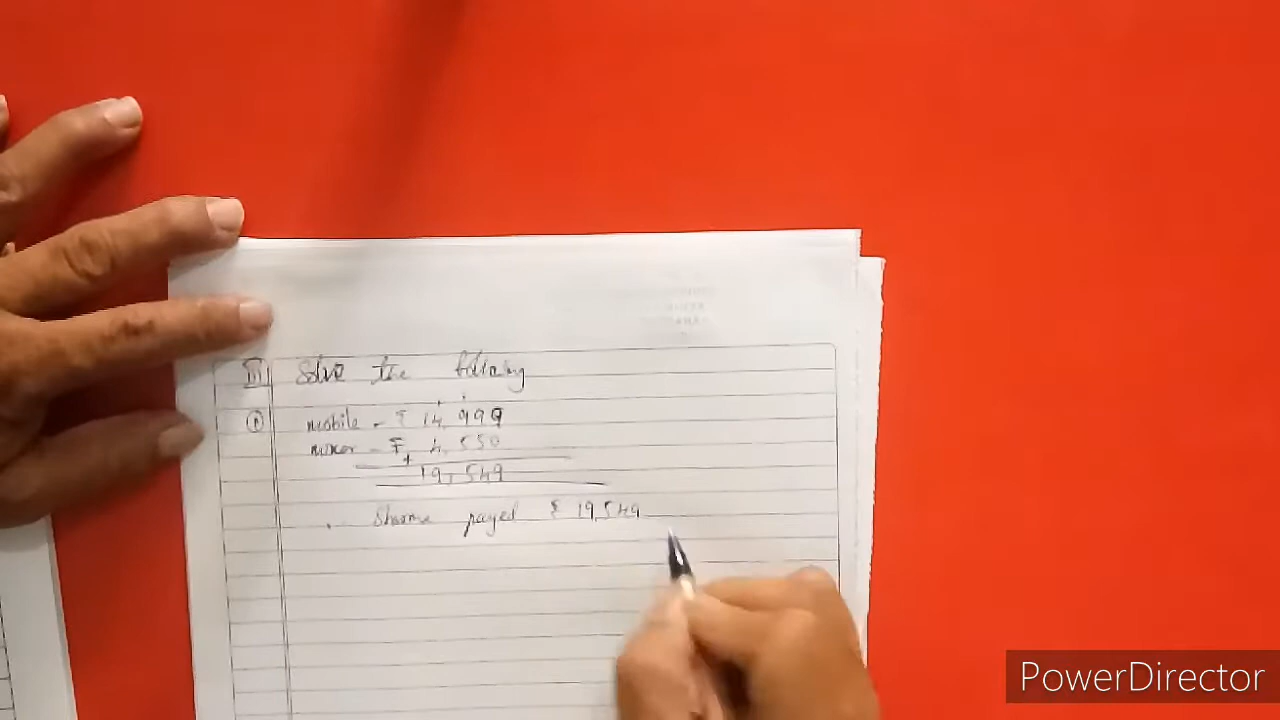 III Solve the following
① mobile - ₹ 14,999
mixer - ₹ 4,550
+
19,549
Sharma payed ₹ 19,549
PowerDirector